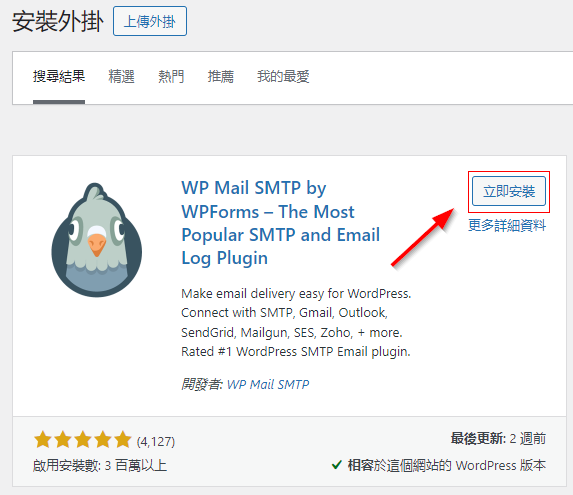 安裝外掛 上傳外掛
搜尋結果 精選 熱門 推薦 我的最愛
WP Mail SMTP by
WPForms – The Most
Popular SMTP and Email
Log Plugin
立即安裝
更多詳細資料
Make email delivery easy for WordPress.
Connect with SMTP, Gmail, Outlook,
SendGrid, Mailgun, SES, Zoho, + more.
Rated #1 WordPress SMTP Email plugin.
開發者: WP Mail SMTP
(4,127)
最後更新: 2 週前
啟用安裝數: 3 百萬以上
相容於這個網站的 WordPress 版本